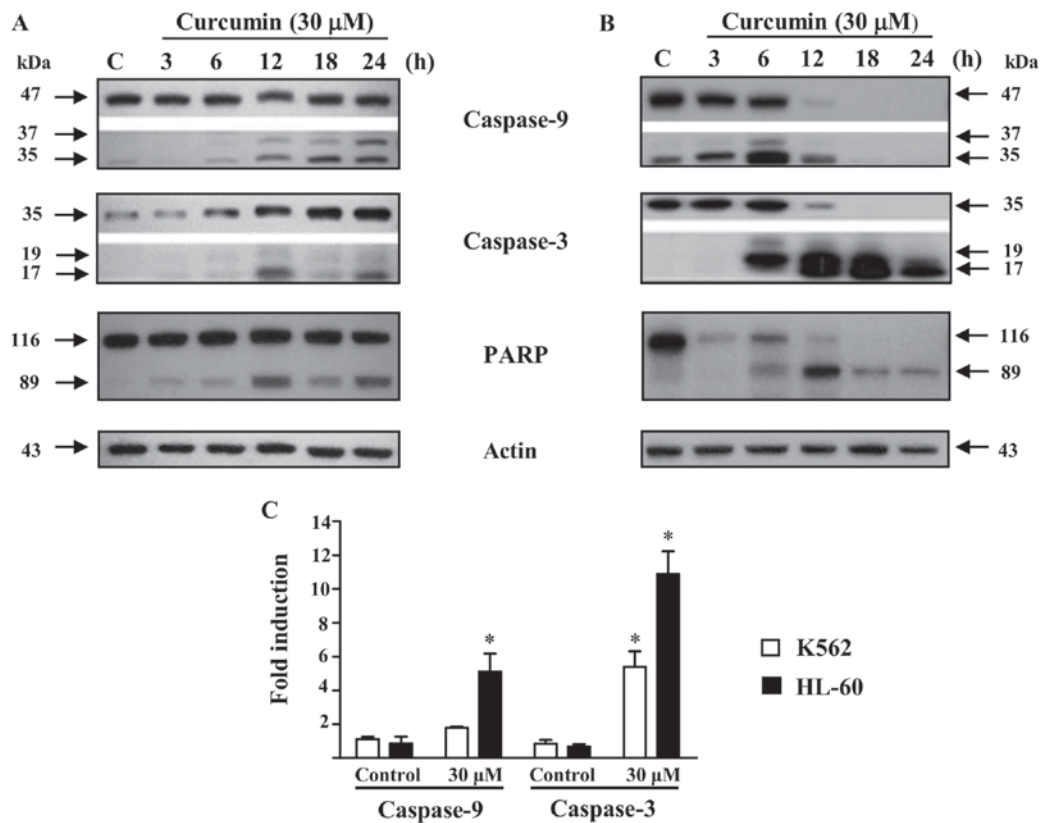 A
Curcumin (30 µM)
kDa
C 3 6 12 18 24 (h)
47
37
35
35
19
17
116
89
43
Caspase-9
Caspase-3
PARP
Actin
B
Curcumin (30 µM)
C 3 6 12 18 24 (h)
kDa
47
37
35
35
19
17
116
89
43
C
Fold induction
14
12
10
8
6
4
2
*
*
*
Control 30 µM Control 30 µM
Caspase-9 Caspase-3
K562
HL-60